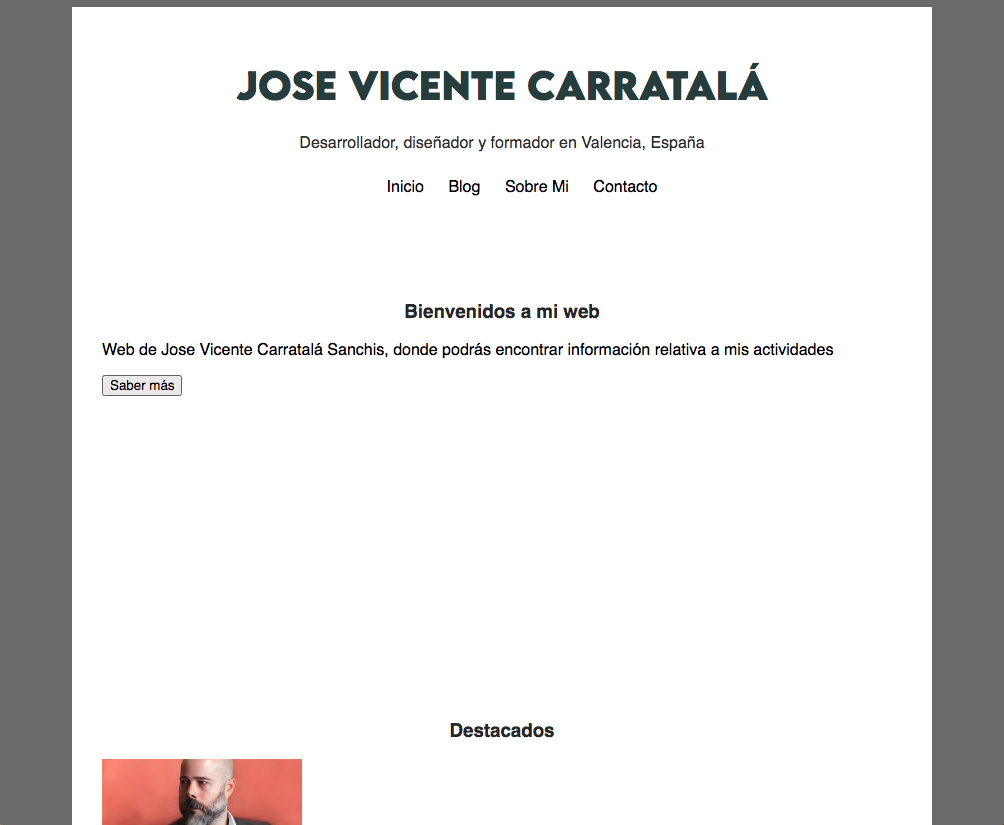 JOSE VICENTE CARRATALÁ
Desarrollador, diseñador y formador en Valencia, España
Inicio Blog Sobre Mi Contacto
Bienvenidos a mi web
Web de Jose Vicente Carratalá Sanchis, donde podrás encontrar información relativa a mis actividades
Saber más
Destacados